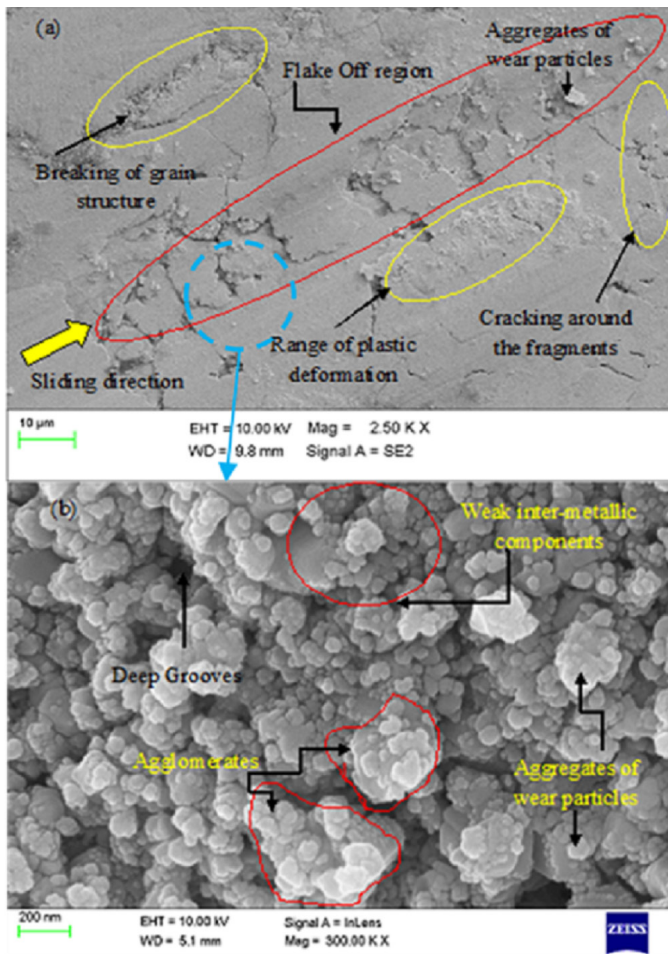 (a)
Aggregates of
wear particles
Flake Off region
Breaking of grain
structure
Cracking around
the fragments
Range of plastic
deformation
Sliding direction
10 µm
EHT = 10.00 kV Mag = 2.50 K X
WD = 9.8 mm Signal A = SE2
(b)
Weak inter-metallic
components
Deep Grooves
Agglomerates
Aggregates of
wear particles
200 nm
EHT = 10.00 kV Signal A = InLens
WD = 5.1 mm Mag = 300.00 K X
ZEISS